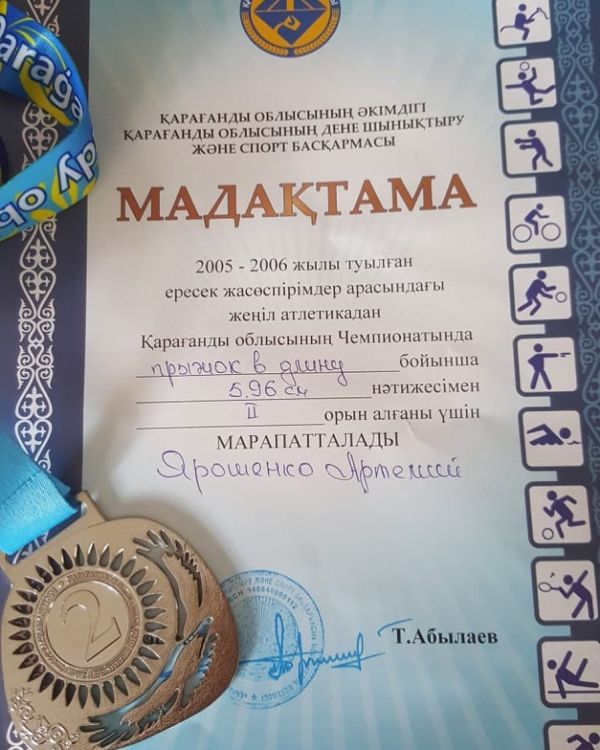 ҚАРАҒАНДЫ ОБЛЫСЫНЫҢ ӘКІМДІГІ
ҚАРАҒАНДЫ ОБЛЫСЫНЫҢ ДЕНЕ ШЫНЫҚТЫРУ
ЖӘНЕ СПОРТ БАСҚАРМАСЫ
МАДАҚТАМА
2005 - 2006 жылы туылған
ересек жасөспірімдер арасындағы
жеңіл атлетикадан
Қарағанды облысының Чемпионатында
прыжок в длину бойынша
5.96 см нәтижесімен
II орын алғаны үшін
МАРАПАТТАЛАДЫ
Ярошенко Артемий
Т.Абылаев
2